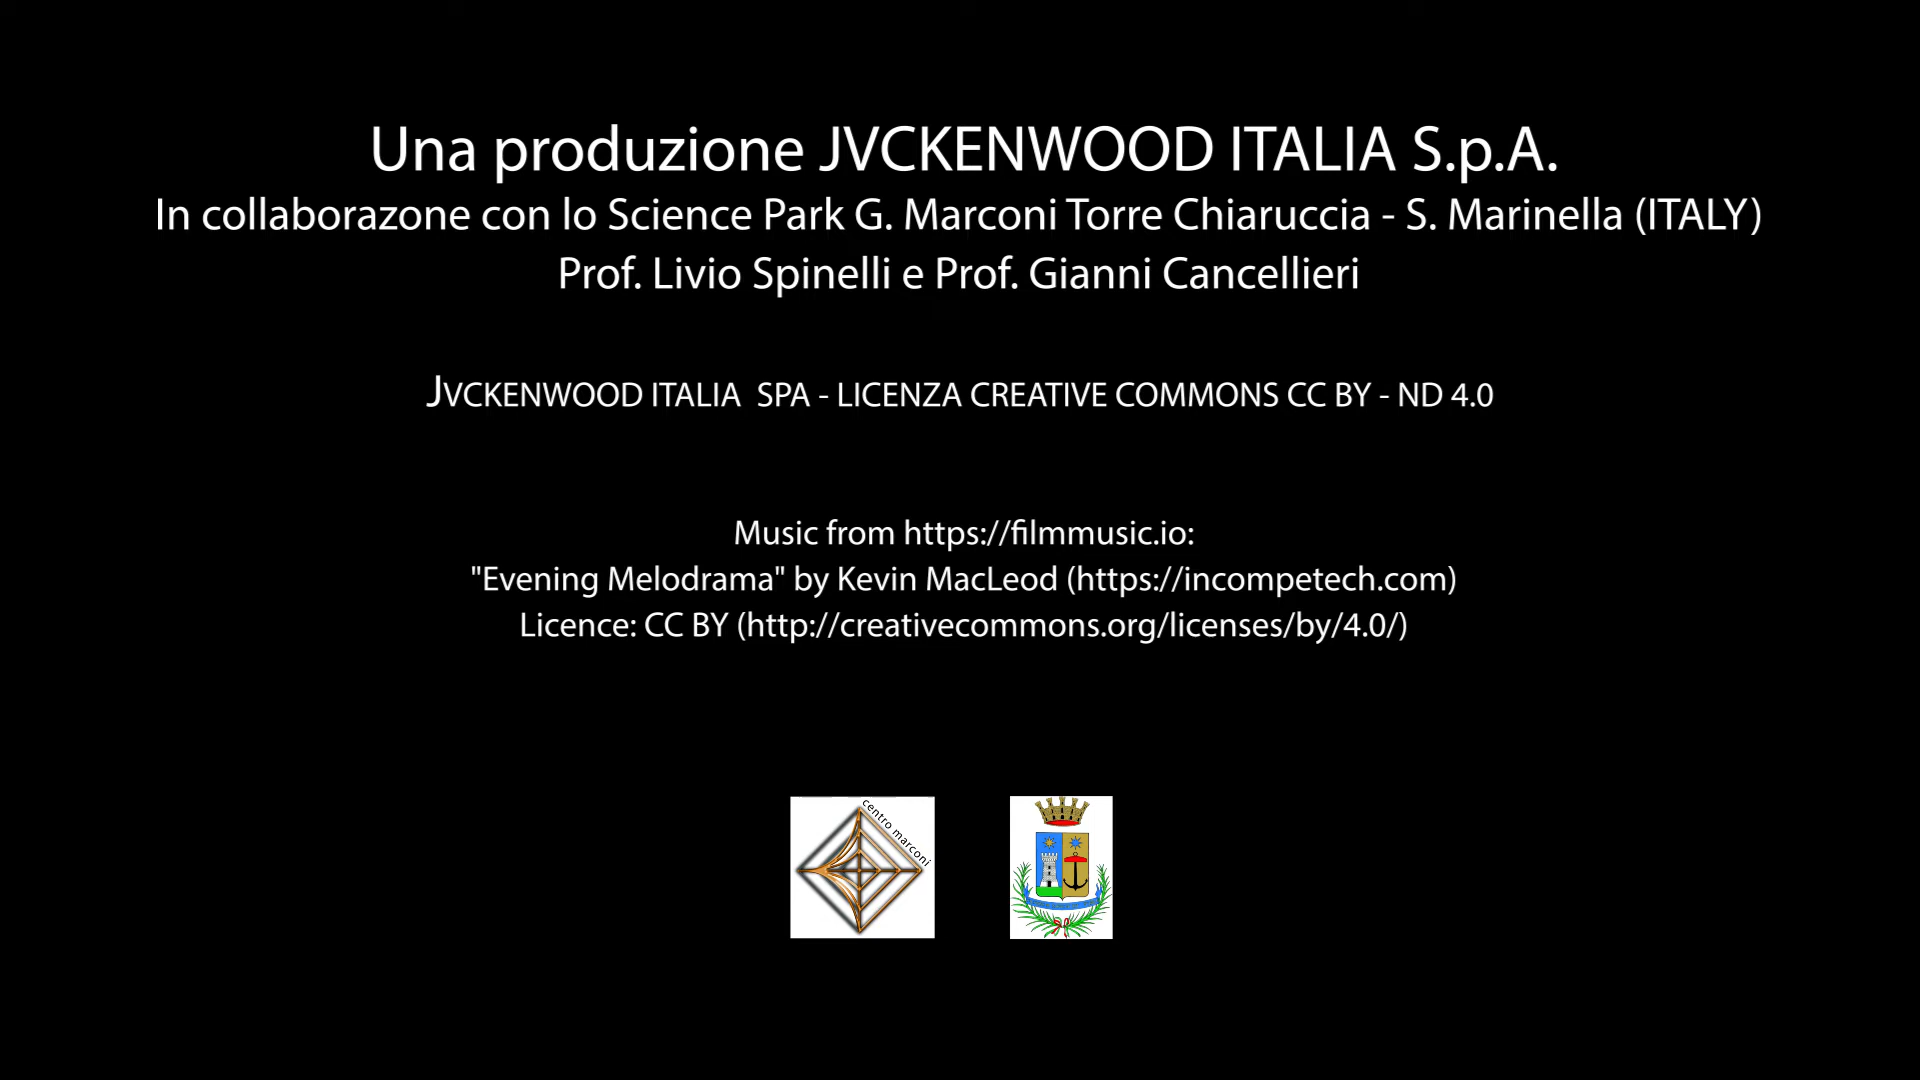 Una produzione JVCKENWOOD ITALIA S.p.A.
In collaborazone con lo Science Park G. Marconi Torre Chiaruccia - S. Marinella (ITALY)
Prof. Livio Spinelli e Prof. Gianni Cancellieri
JVCKENWOOD ITALIA  SPA - LICENZA CREATIVE COMMONS CC BY - ND 4.0
Music from https://filmmusic.io:
"Evening Melodrama" by Kevin MacLeod (https://incompetech.com)
Licence: CC BY (http://creativecommons.org/licenses/by/4.0/)
centro marconi